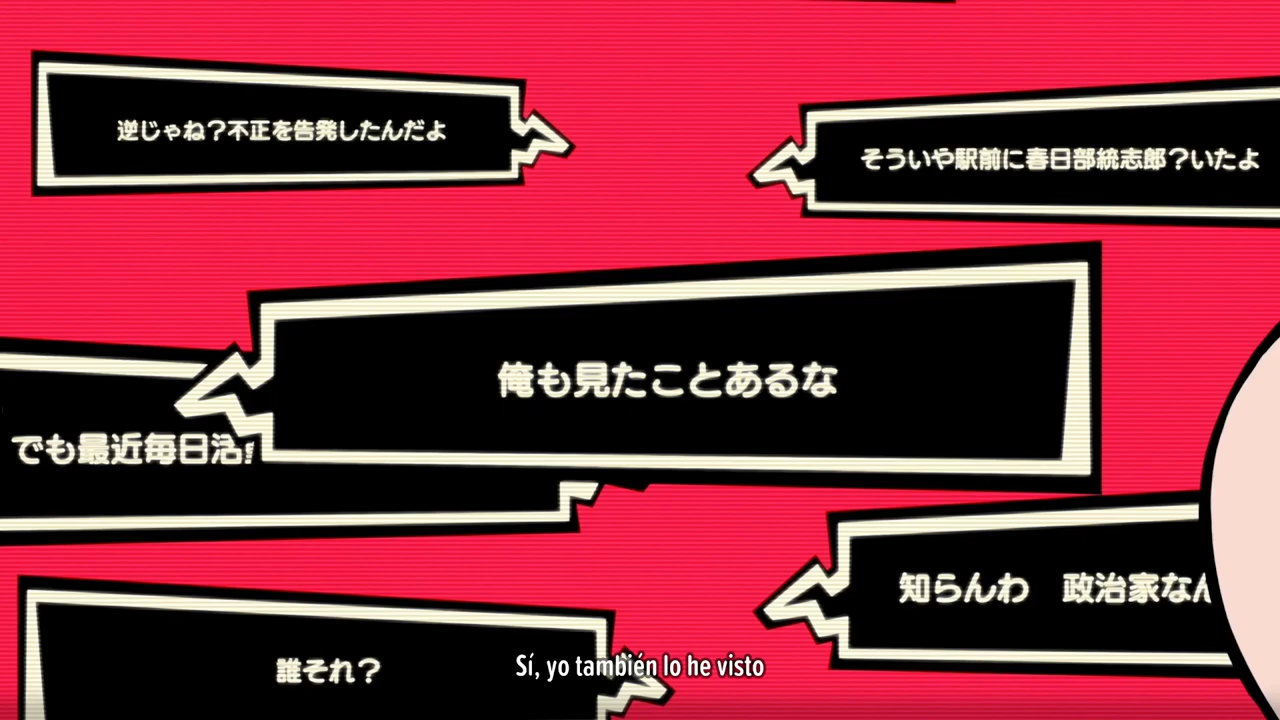 逆じゃね？不正を告発したんだよ
そういや駅前に春日部統志郎？いたよ
俺も見たことあるな
でも最近毎日活
知らんわ　政治家なん
誰それ？
Sí, yo también lo he visto